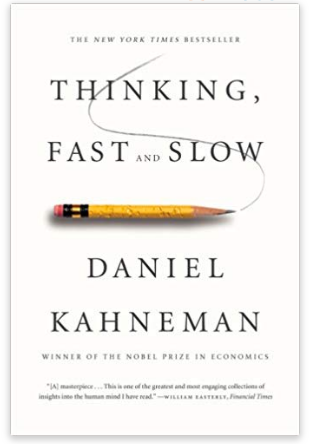 THE NEW YORK TIMES BESTSELLER
THINKING,
FAST AND SLOW
DANIEL
KAHNEMAN
WINNER OF THE NOBEL PRIZE IN ECONOMICS
"[A] masterpiece . . . This is one of the greatest and most engaging collections of
insights into the human mind I have read." —WILLIAM EASTERLY, Financial Times